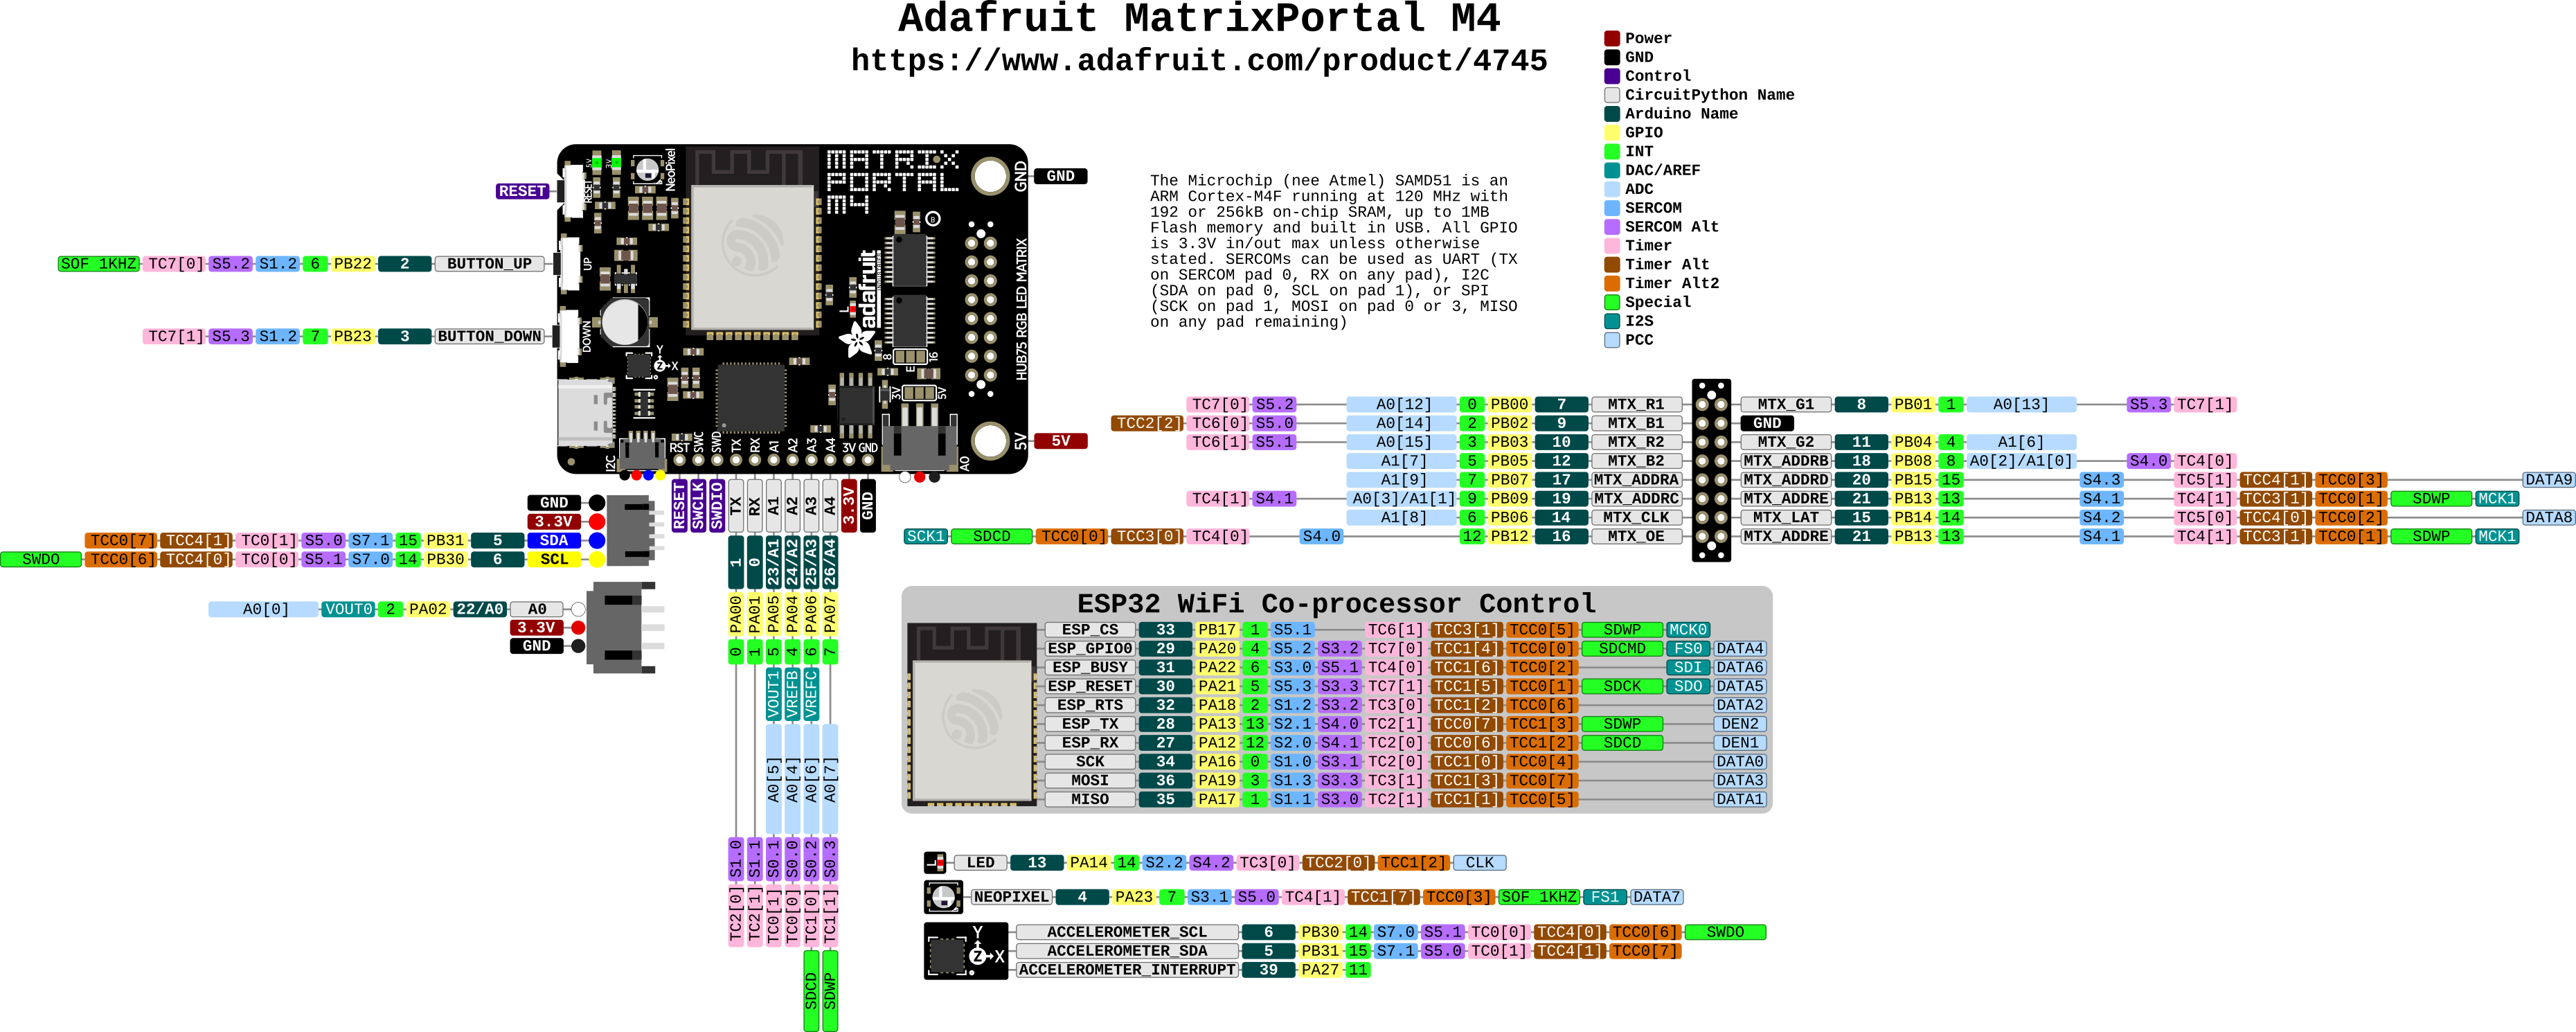 Adafruit MatrixPortal M4
https://www.adafruit.com/product/4745
Power
GND
Control
CircuitPython Name
Arduino Name
GPIO
INT
DAC/AREF
ADC
SERCOM
SERCOM Alt
Timer
Timer Alt
Timer Alt2
Special
I2S
PCC
The Microchip (nee Atmel) SAMD51 is an
ARM Cortex-M4F running at 120 MHz with
192 or 256kB on-chip SRAM, up to 1MB
Flash memory and built in USB. All GPIO
is 3.3V in/out max unless otherwise
stated. SERCOMs can be used as UART (TX
on SERCOM pad 0, RX on any pad), I2C
(SDA on pad 0, SCL on pad 1), or SPI
(SCK on pad 1, MOSI on pad 0 or 3, MISO
on any pad remaining)
RESET
SOF 1KHZ TC7[0] S5.2 S1.2 6 PB22 2 BUTTON_UP
TC7[1] S5.3 S1.2 7 PB23 3 BUTTON_DOWN
5V 3V NeoPixel
MATRIX
PORTAL
M4
RESET
UP
DOWN
Y
Z X
adafruit
L
B
GND
HUB75 RGB LED MATRIX
5V
8 16
E
3V 5V
I2C
RST SWC SWD TX RX A1 A2 A3 A4 3V GND
A0
GND
5V
GND
3.3V
TCC0[7] TCC4[1] TC0[1] S5.0 S7.1 15 PB31 5 SDA
SWDO TCC0[6] TCC4[0] TC0[0] S5.1 S7.0 14 PB30 6 SCL
A0[0] VOUT0 2 PA02 22/A0 A0
3.3V
GND
RESET
SWCLK
SWDIO
TX 1 PA00 0 S1.0 TC2[0]
RX 0 PA01 1 S1.1 TC2[1]
A1 23/A1 PA05 5 VOUT1 A0[5] S0.1 TC0[1]
A2 24/A2 PA04 4 VREFB A0[4] S0.0 TC0[0]
A3 25/A3 PA06 6 VREFC A0[6] S0.2 TC1[0] SDCD
A4 26/A4 PA07 7 A0[7] S0.3 TC1[1] SDWP
3.3V
GND
TC7[0] S5.2 A0[12] 0 PB00 7 MTX_R1 MTX_G1 8 PB01 1 A0[13] S5.3 TC7[1]
TCC2[2] TC6[0] S5.0 A0[14] 2 PB02 9 MTX_B1 GND
TC6[1] S5.1 A0[15] 3 PB03 10 MTX_R2 MTX_G2 11 PB04 4 A1[6]
A1[7] 5 PB05 12 MTX_B2 MTX_ADDRB 18 PB08 8 A0[2]/A1[0] S4.0 TC4[0]
A1[9] 7 PB07 17 MTX_ADDRA MTX_ADDRD 20 PB15 15 S4.3 TC5[1] TCC4[1] TCC0[3] DATA9
TC4[1] S4.1 A0[3]/A1[1] 9 PB09 19 MTX_ADDRC MTX_ADDRE 21 PB13 13 S4.1 TC4[1] TCC3[1] TCC0[1] SDWP MCK1
A1[8] 6 PB06 14 MTX_CLK MTX_LAT 15 PB14 14 S4.2 TC5[0] TCC4[0] TCC0[2] DATA8
SCK1 SDCD TCC0[0] TCC3[0] TC4[0] S4.0 12 PB12 16 MTX_OE MTX_ADDRE 21 PB13 13 S4.1 TC4[1] TCC3[1] TCC0[1] SDWP MCK1
ESP32 WiFi Co-processor Control
ESP_CS 33 PB17 1 S5.1 TC6[1] TCC3[1] TCC0[5] SDWP MCK0
ESP_GPIO0 29 PA20 4 S5.2 S3.2 TC7[0] TCC1[4] TCC0[0] SDCMD FS0 DATA4
ESP_BUSY 31 PA22 6 S3.0 S5.1 TC4[0] TCC1[6] TCC0[2] SDI DATA6
ESP_RESET 30 PA21 5 S5.3 S3.3 TC7[1] TCC1[5] TCC0[1] SDCK SDO DATA5
ESP_RTS 32 PA18 2 S1.2 S3.2 TC3[0] TCC1[2] TCC0[6] DATA2
ESP_TX 28 PA13 13 S2.1 S4.0 TC2[1] TCC0[7] TCC1[3] SDWP DEN2
ESP_RX 27 PA12 12 S2.0 S4.1 TC2[0] TCC0[6] TCC1[2] SDCD DEN1
SCK 34 PA16 0 S1.0 S3.1 TC2[0] TCC1[0] TCC0[4] DATA0
MOSI 36 PA19 3 S1.3 S3.3 TC3[1] TCC1[3] TCC0[7] DATA3
MISO 35 PA17 1 S1.1 S3.0 TC2[1] TCC1[1] TCC0[5] DATA1
L LED 13 PA14 14 S2.2 S4.2 TC3[0] TCC2[0] TCC1[2] CLK
NEOPIXEL 4 PA23 7 S3.1 S5.0 TC4[1] TCC1[7] TCC0[3] SOF 1KHZ FS1 DATA7
Y
Z X
ACCELEROMETER_SCL 6 PB30 14 S7.0 S5.1 TC0[0] TCC4[0] TCC0[6] SWDO
ACCELEROMETER_SDA 5 PB31 15 S7.1 S5.0 TC0[1] TCC4[1] TCC0[7]
ACCELEROMETER_INTERRUPT 39 PA27 11